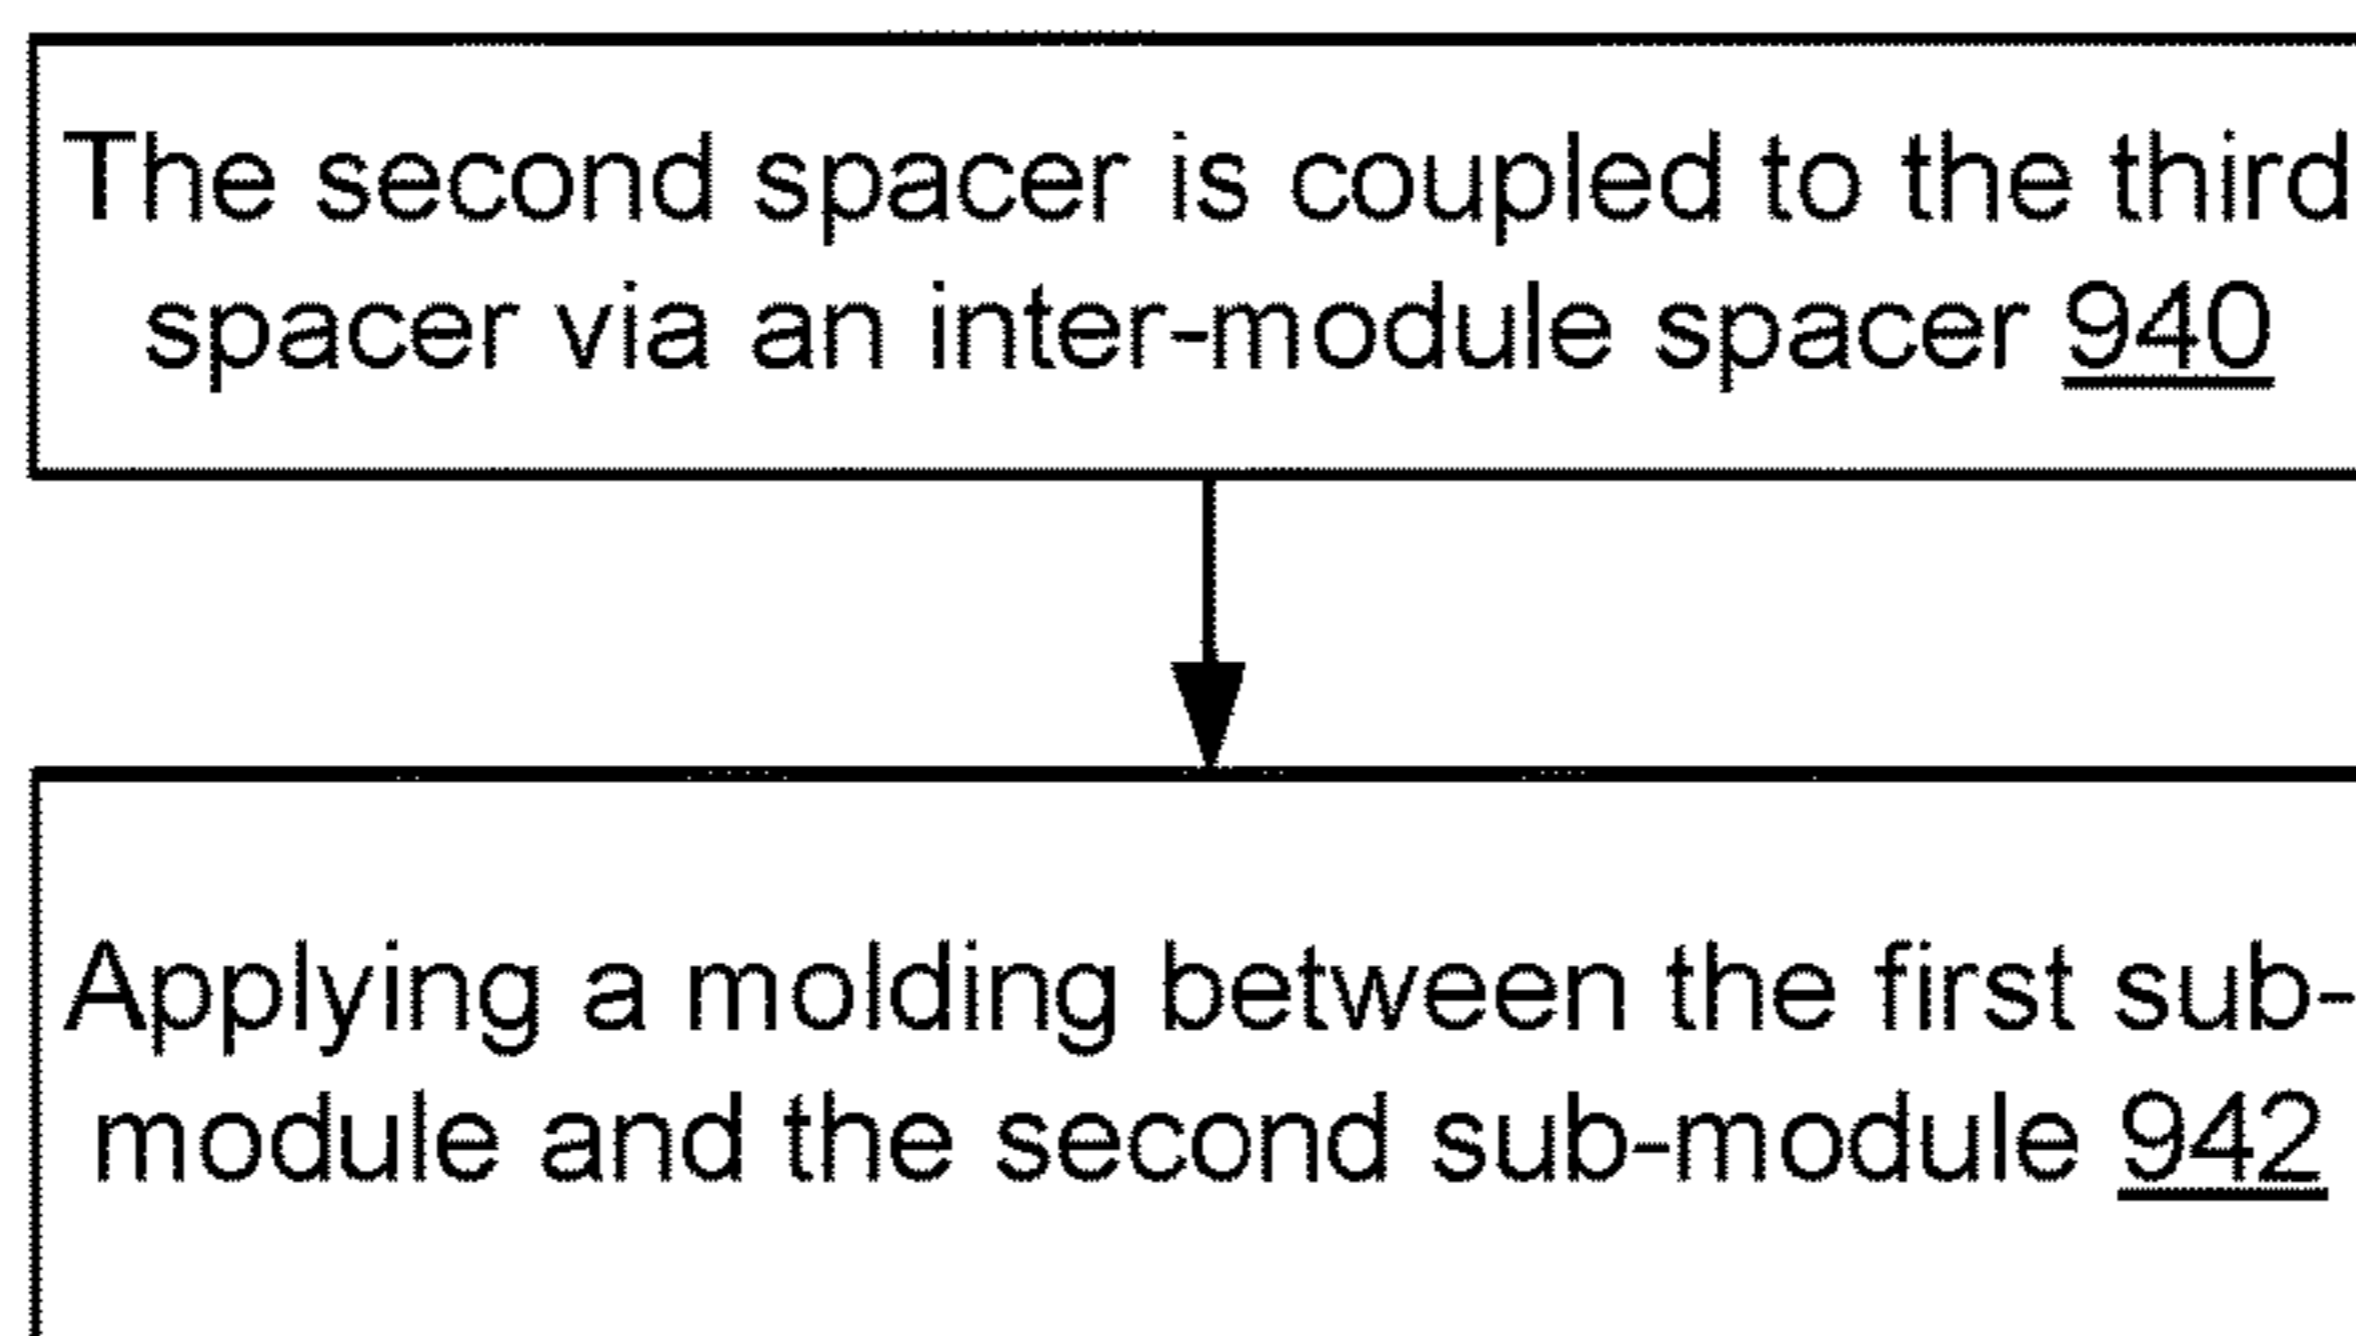 The second spacer is coupled to the third
spacer via an inter-module spacer 940
Applying a molding between the first sub-
module and the second sub-module 942